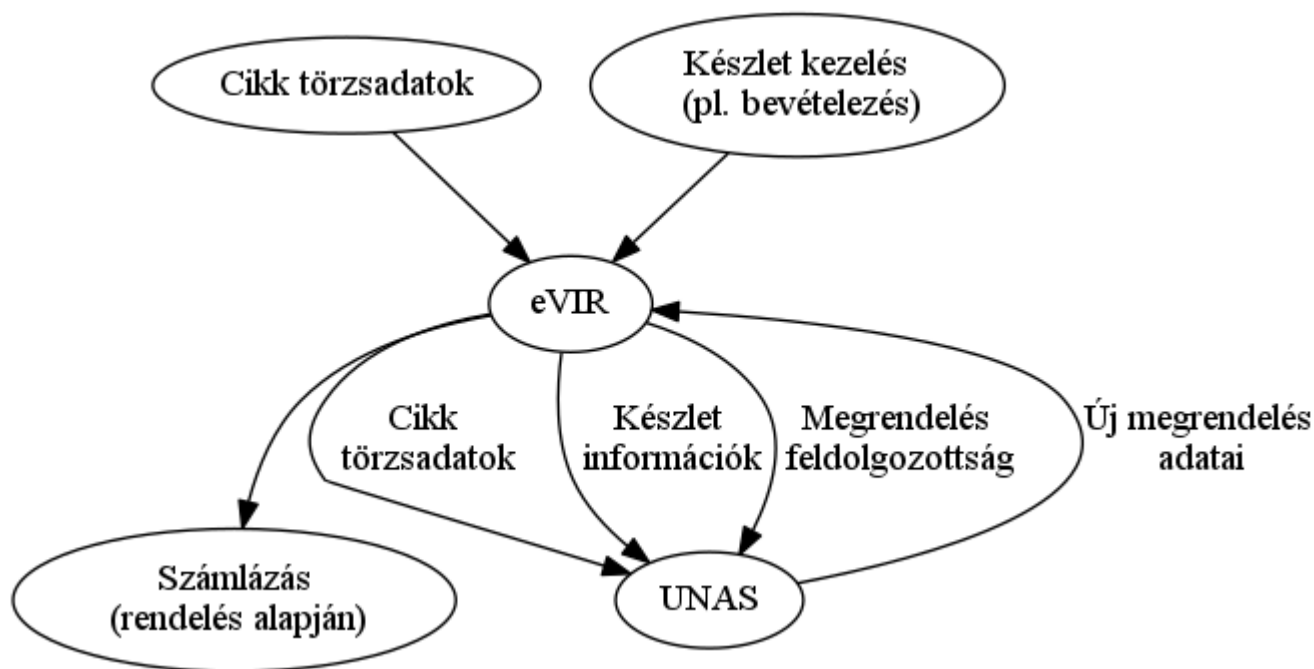 Cikk törzsadatok
Készlet kezelés
(pl. bevételezés)
eVIR
Cikk
törzsadatok
Készlet
információk
Megrendelés
feldolgozottság
Új megrendelés
adatai
Számlázás
(rendelés alapján)
UNAS